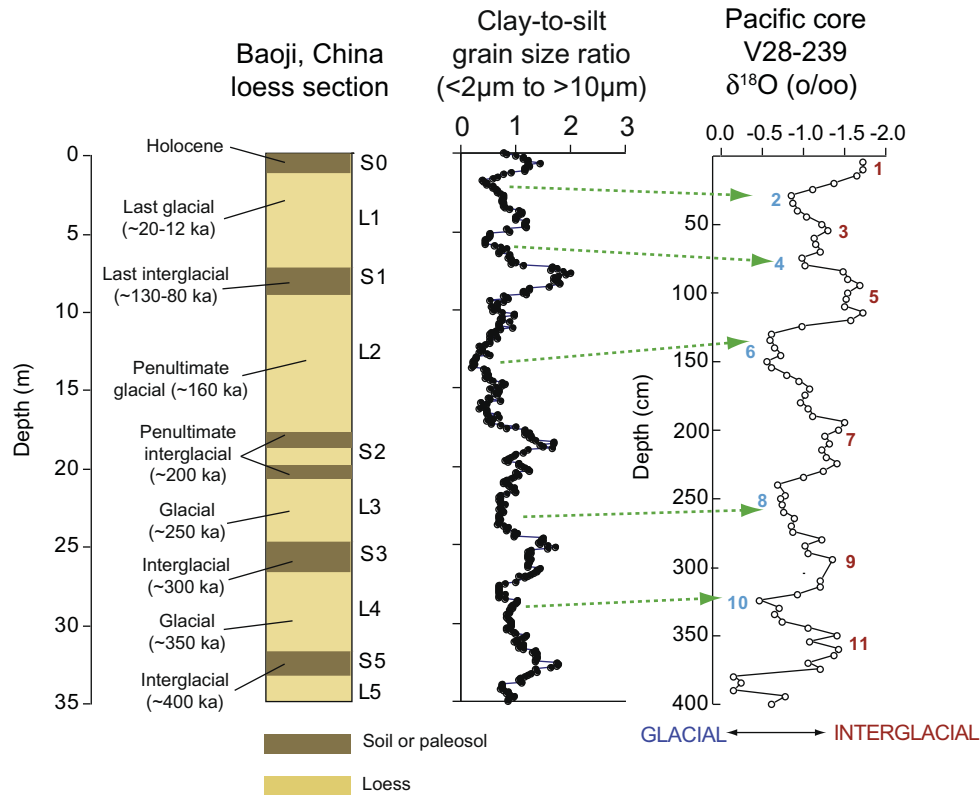 Baoji, China
loess section
Clay-to-silt
grain size ratio
(<2µm to >10µm)
Pacific core
V28-239
δ18O (o/oo)
0 1 2 3
0.0 -0.5 -1.0 -1.5 -2.0
Depth (m)
0
5
10
15
20
25
30
35
Holocene
Last glacial
(~20-12 ka)
Last interglacial
(~130-80 ka)
Penultimate
glacial (~160 ka)
Penultimate
interglacial
(~200 ka)
Glacial
(~250 ka)
Interglacial
(~300 ka)
Glacial
(~350 ka)
Interglacial
(~400 ka)
S0
L1
S1
L2
S2
L3
S3
L4
S5
L5
Depth (cm)
0
50
100
150
200
250
300
350
400
1
2
3
4
5
6
7
8
9
10
11
GLACIAL
INTERGLACIAL
Soil or paleosol
Loess